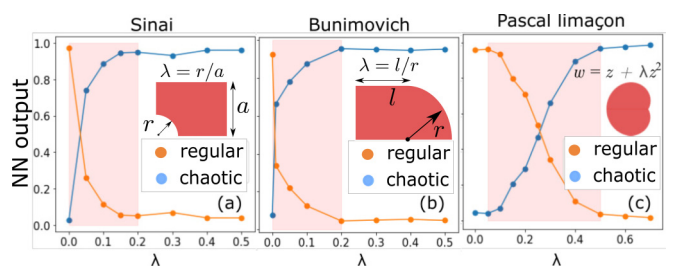 Sinai
Bunimovich
Pascal limaçon
NN output
1.0
0.8
0.6
0.4
0.2
0.0
λ = r/a
a
r
regular
chaotic
(a)
0.0 0.1 0.2 0.3 0.4 0.5
λ
λ = l/r
l
r
regular
chaotic
(b)
0.0 0.1 0.2 0.3 0.4 0.5
λ
w = z + λz²
regular
chaotic
(c)
0.0 0.2 0.4 0.6
λ